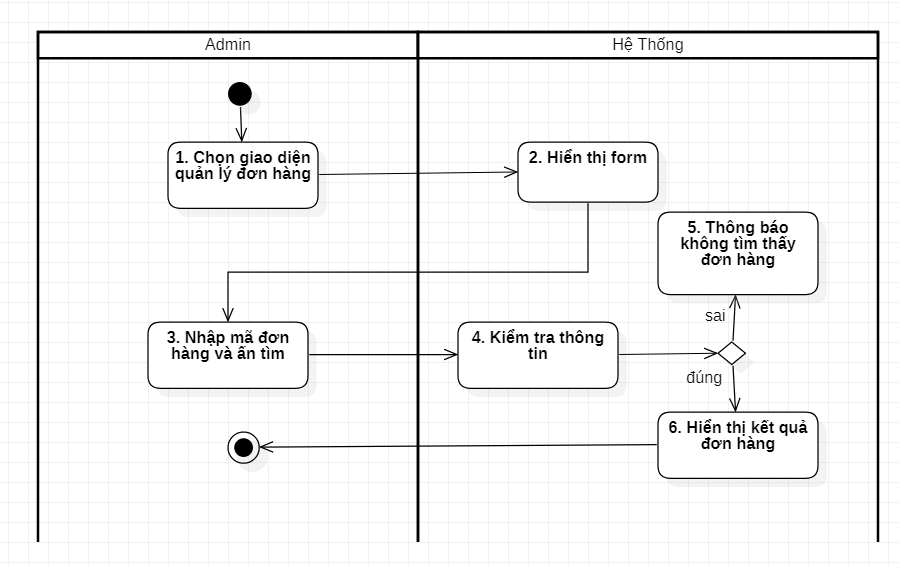 Admin
Hệ Thống
1. Chọn giao diện
quản lý đơn hàng
2. Hiển thị form
5. Thông báo
không tìm thấy
đơn hàng
sai
3. Nhập mã đơn
hàng và ấn tìm
4. Kiểm tra thông
tin
đúng
6. Hiển thị kết quả
đơn hàng